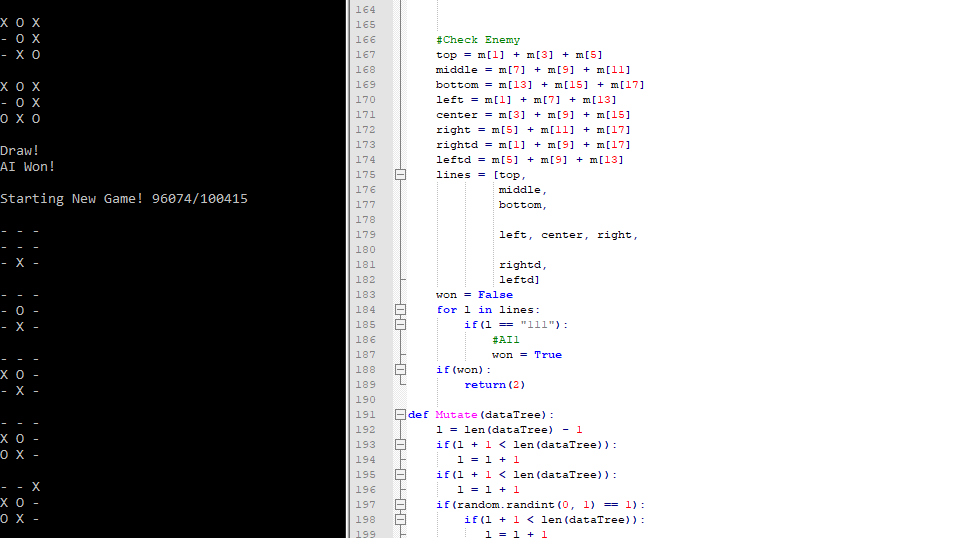 X O X
- O X
- X O
X O X
- O X
O X O
Draw!
AI Won!
Starting New Game! 96074/100415
- - -
- - -
- X -
- - -
- O -
- X -
- - -
X O -
- X -
- - -
X O -
O X -
- - X
X O -
O X -
164
165
166 #Check Enemy
167 top = m[1] + m[3] + m[5]
168 middle = m[7] + m[9] + m[11]
169 bottom = m[13] + m[15] + m[17]
170 left = m[1] + m[7] + m[13]
171 center = m[3] + m[9] + m[15]
172 right = m[5] + m[11] + m[17]
173 rightd = m[1] + m[9] + m[17]
174 leftd = m[5] + m[9] + m[13]
175 lines = [top,
176 middle,
177 bottom,
178
179 left, center, right,
180
181 rightd,
182 leftd]
183 won = False
184 for l in lines:
185 if(l == "111"):
186 #AI1
187 won = True
188 if(won):
189 return(2)
190
191 def Mutate(dataTree):
192 l = len(dataTree) - 1
193 if(l + 1 < len(dataTree)):
194 l = l + 1
195 if(l + 1 < len(dataTree)):
196 l = l + 1
197 if(random.randint(0, 1) == 1):
198 if(l + 1 < len(dataTree)):
199 l = l + 1